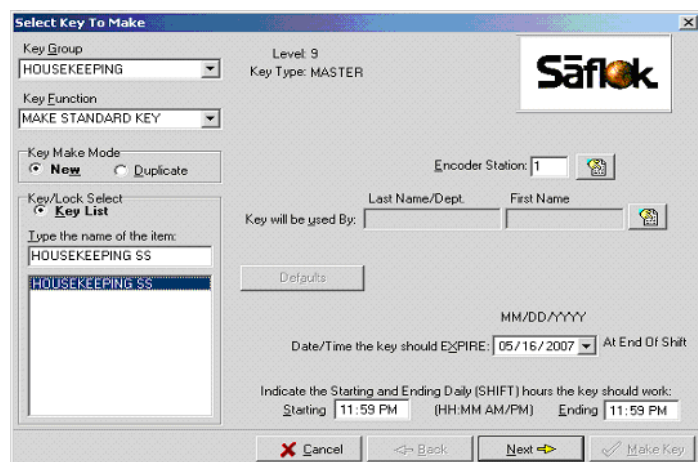 Select Key To Make
Key Group
HOUSEKEEPING
Level: 9
Key Type: MASTER
Sāflok.
Key Function
MAKE STANDARD KEY
Key Make Mode
New
Duplicate
Encoder Station: 1
Key/Lock Select
Key List
Type the name of the item:
HOUSEKEEPING SS
HOUSEKEEPING SS
Last Name/Dept.
First Name
Key will be used By:
Defaults
MM/DD/YYYY
Date/Time the key should EXPIRE: 05/16/2007 At End Of Shift
Indicate the Starting and Ending Daily (SHIFT) hours the key should work:
Starting 11:59 PM (HH:MM AM/PM) Ending 11:59 PM
Cancel
Back
Next
Make Key